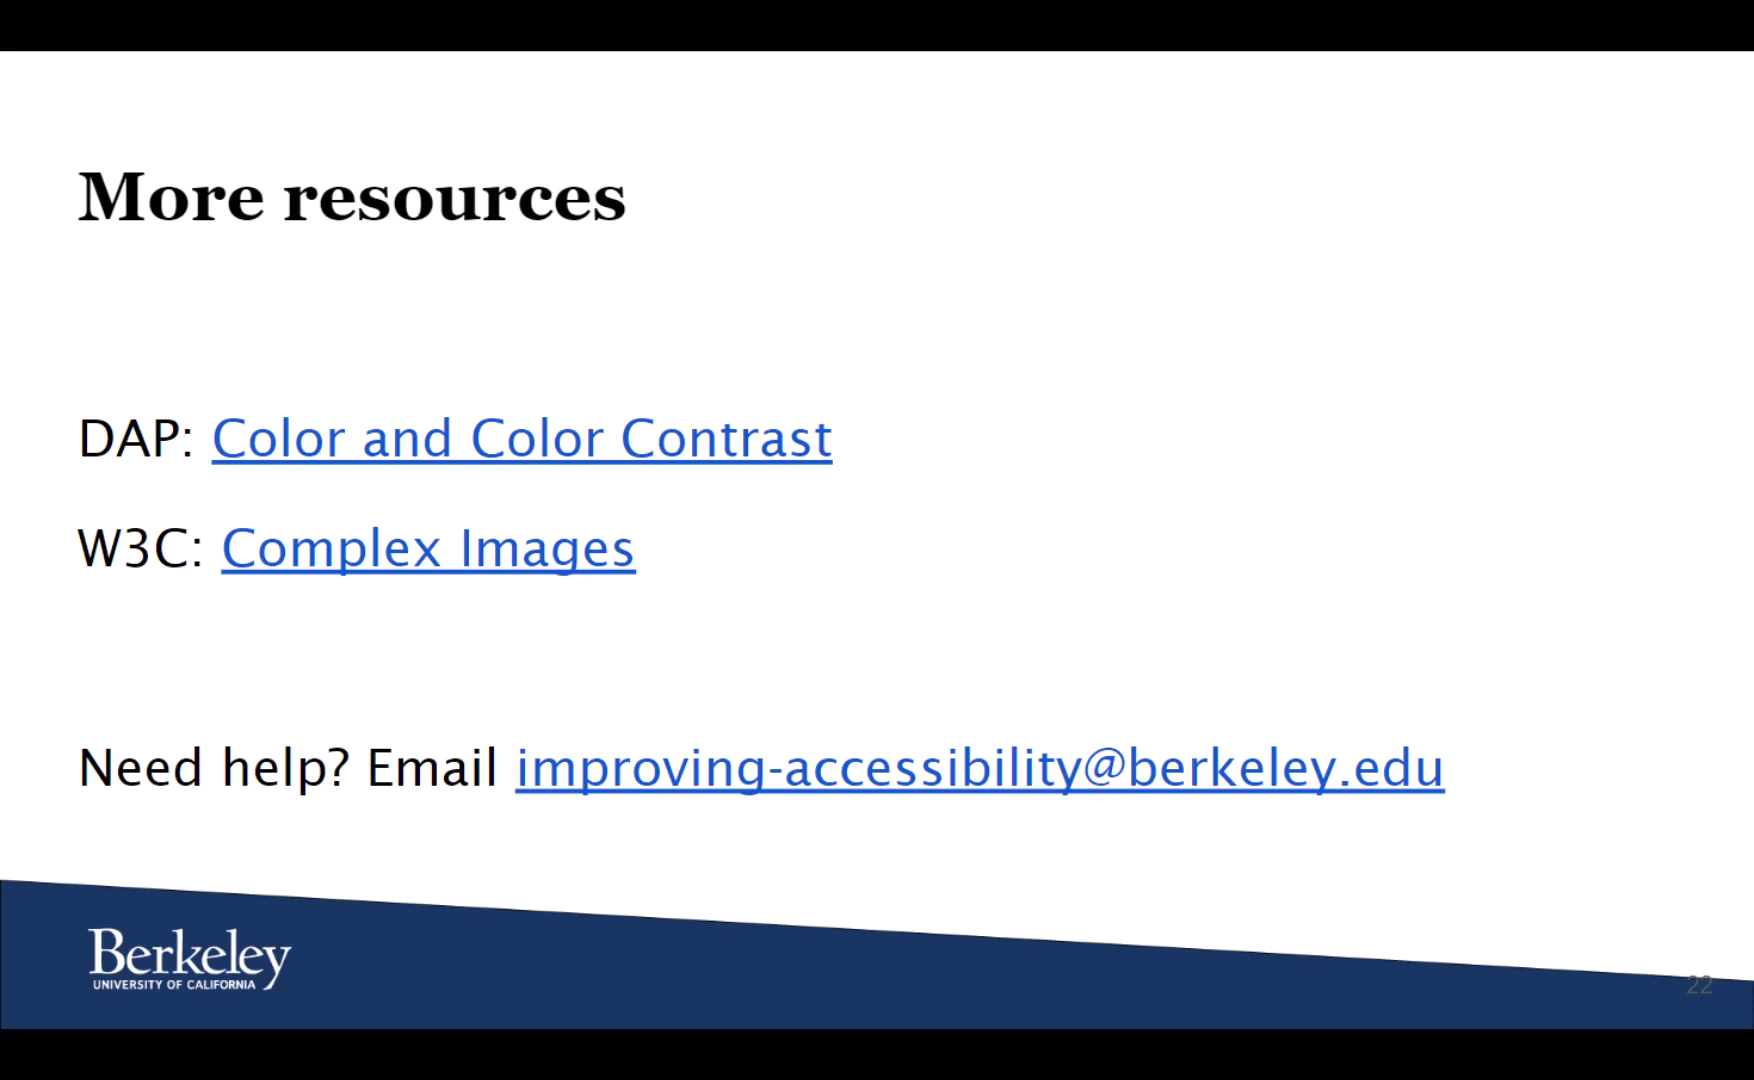 More resources
DAP: Color and Color Contrast
W3C: Complex Images
Need help? Email improving-accessibility@berkeley.edu
Berkeley
UNIVERSITY OF CALIFORNIA
22